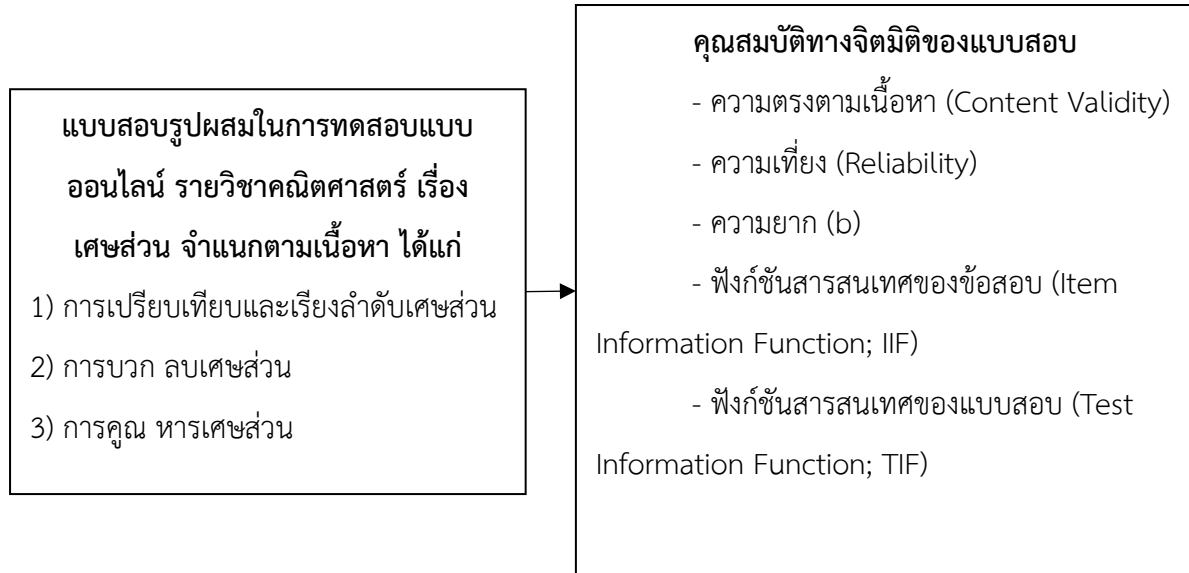 แบบสอบรูปผสมในการทดสอบแบบ
ออนไลน์ รายวิชาคณิตศาสตร์ เรื่อง
เศษส่วน จำแนกตามเนื้อหา ได้แก่
1) การเปรียบเทียบและเรียงลำดับเศษส่วน
2) การบวก ลบเศษส่วน
3) การคูณ หารเศษส่วน
คุณสมบัติทางจิตมิติของแบบสอบ
- ความตรงตามเนื้อหา (Content Validity)
- ความเที่ยง (Reliability)
- ความยาก (b)
- ฟังก์ชันสารสนเทศของข้อสอบ (Item
Information Function; IIF)
- ฟังก์ชันสารสนเทศของแบบสอบ (Test
Information Function; TIF)